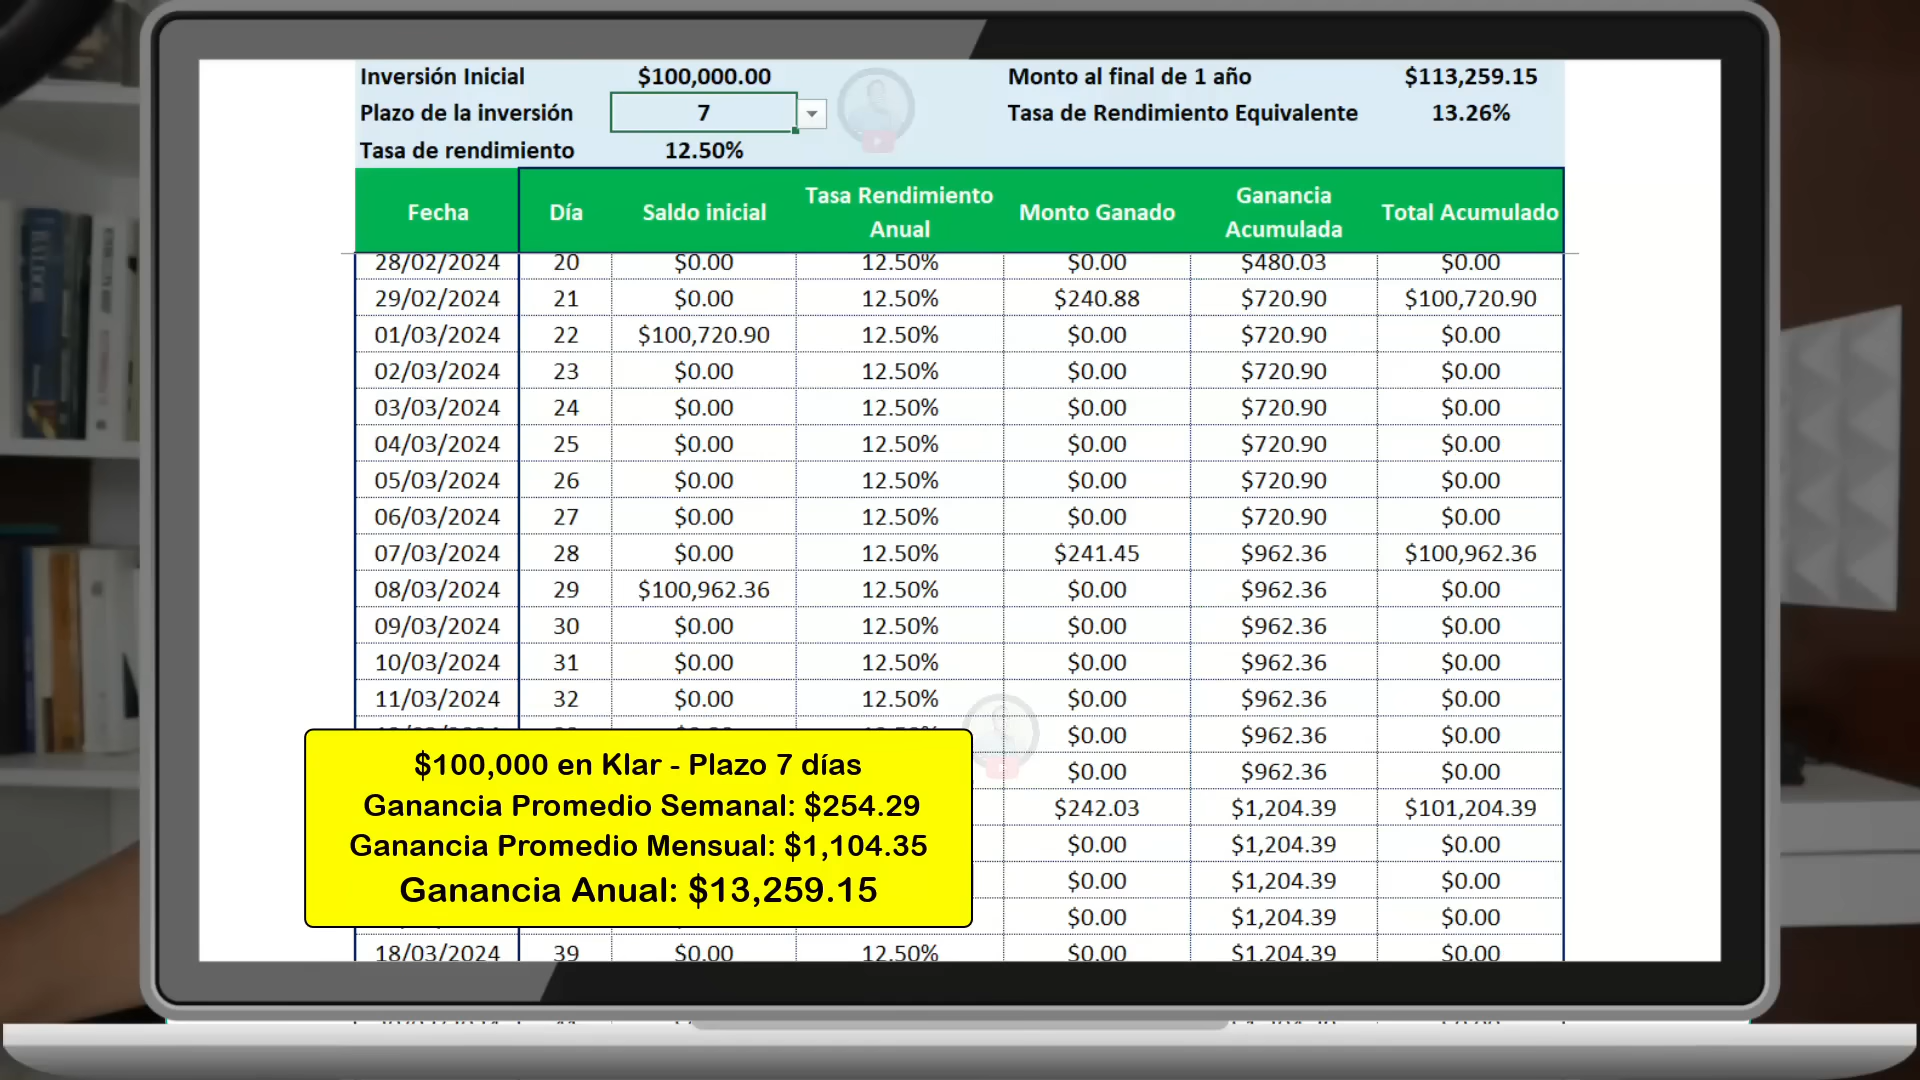 Inversión Inicial $100,000.00 Monto al final de 1 año $113,259.15
Plazo de la inversión 7 Tasa de Rendimiento Equivalente 13.26%
Tasa de rendimiento 12.50%
Fecha Día Saldo inicial Tasa Rendimiento Anual Monto Ganado Ganancia Acumulada Total Acumulado
28/02/2024 20 $0.00 12.50% $0.00 $480.03 $0.00
29/02/2024 21 $0.00 12.50% $240.88 $720.90 $100,720.90
01/03/2024 22 $100,720.90 12.50% $0.00 $720.90 $0.00
02/03/2024 23 $0.00 12.50% $0.00 $720.90 $0.00
03/03/2024 24 $0.00 12.50% $0.00 $720.90 $0.00
04/03/2024 25 $0.00 12.50% $0.00 $720.90 $0.00
05/03/2024 26 $0.00 12.50% $0.00 $720.90 $0.00
06/03/2024 27 $0.00 12.50% $0.00 $720.90 $0.00
07/03/2024 28 $0.00 12.50% $241.45 $962.36 $100,962.36
08/03/2024 29 $100,962.36 12.50% $0.00 $962.36 $0.00
09/03/2024 30 $0.00 12.50% $0.00 $962.36 $0.00
10/03/2024 31 $0.00 12.50% $0.00 $962.36 $0.00
11/03/2024 32 $0.00 12.50% $0.00 $962.36 $0.00
$0.00 $962.36 $0.00
$0.00 $962.36 $0.00
$242.03 $1,204.39 $101,204.39
$0.00 $1,204.39 $0.00
$0.00 $1,204.39 $0.00
$0.00 $1,204.39 $0.00
18/03/2024 39 $0.00 12.50% $0.00 $1,204.39 $0.00
$100,000 en Klar - Plazo 7 días
Ganancia Promedio Semanal: $254.29
Ganancia Promedio Mensual: $1,104.35
Ganancia Anual: $13,259.15